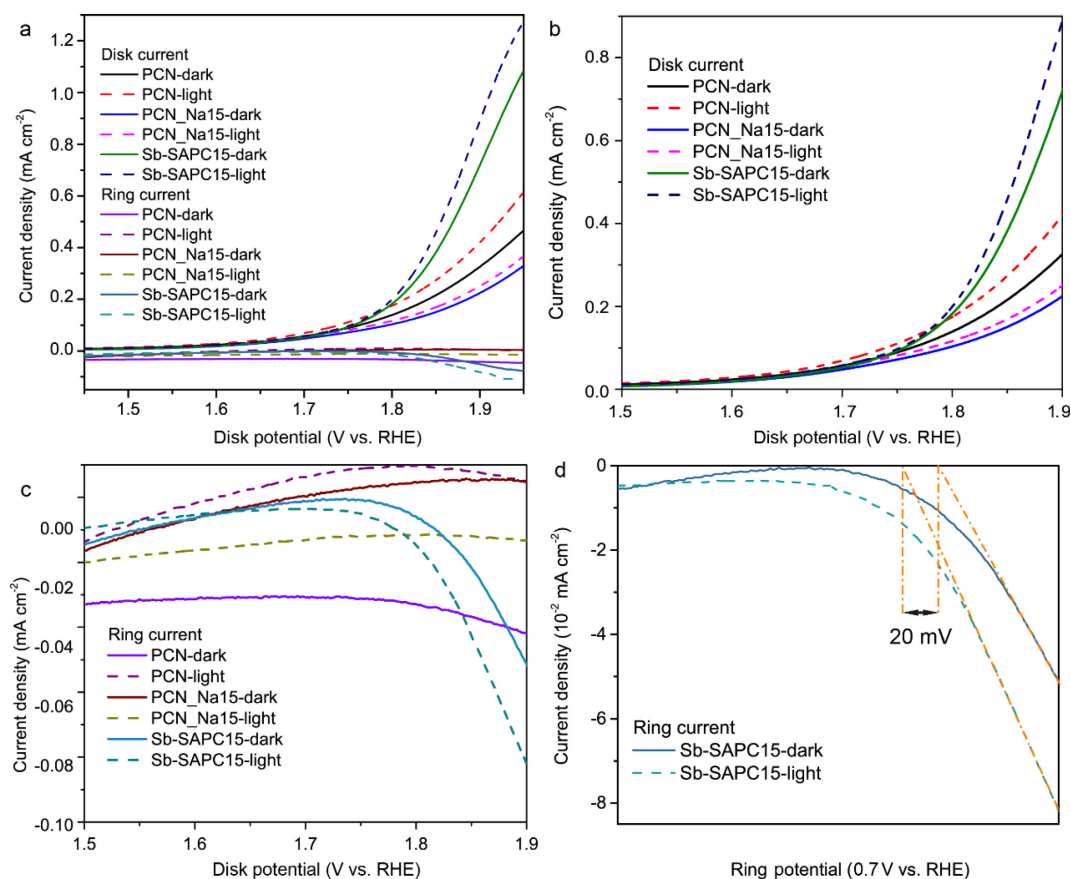 a
Current density (mA cm⁻²)
1.2
1.0
0.8
0.6
0.4
0.2
0.0
Disk current
PCN-dark
PCN-light
PCN_Na15-dark
PCN_Na15-light
Sb-SAPC15-dark
Sb-SAPC15-light
Ring current
PCN-dark
PCN-light
PCN_Na15-dark
PCN_Na15-light
Sb-SAPC15-dark
Sb-SAPC15-light
1.5 1.6 1.7 1.8 1.9
Disk potential (V vs. RHE)
b
Current density (mA cm⁻²)
0.8
0.6
0.4
0.2
0.0
Disk current
PCN-dark
PCN-light
PCN_Na15-dark
PCN_Na15-light
Sb-SAPC15-dark
Sb-SAPC15-light
1.5 1.6 1.7 1.8 1.9
Disk potential (V vs. RHE)
c
Current density (mA cm⁻²)
0.00
-0.02
-0.04
-0.06
-0.08
-0.10
Ring current
PCN-dark
PCN-light
PCN_Na15-dark
PCN_Na15-light
Sb-SAPC15-dark
Sb-SAPC15-light
1.5 1.6 1.7 1.8 1.9
Disk potential (V vs. RHE)
d
Current density (10⁻² mA cm⁻²)
0
-2
-4
-6
-8
20 mV
Ring current
Sb-SAPC15-dark
Sb-SAPC15-light
Ring potential (0.7 V vs. RHE)